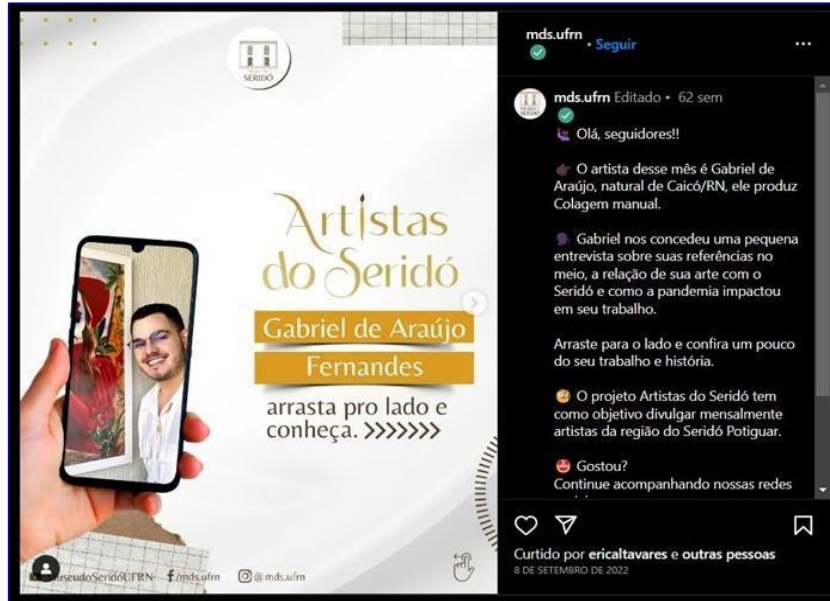 SERIDÓ
Artistas
do Seridó
Gabriel de Araújo
Fernandes
arrasta pro lado e
conheça. >>>>>>>
useudoSeridóUFRN
f/mds.ufrn
@mds.ufrn
mds.ufrn
• Seguir
mds.ufrn Editado • 62 sem
Olá, seguidores!!
O artista desse mês é Gabriel de
Araújo, natural de Caicó/RN, ele produz
Colagem manual.
Gabriel nos concedeu uma pequena
entrevista sobre suas referências no
meio, a relação de sua arte com o
Seridó e como a pandemia impactou
em seu trabalho.
Arraste para o lado e confira um pouco
do seu trabalho e história.
O projeto Artistas do Seridó tem
como objetivo divulgar mensalmente
artistas da região do Seridó Potiguar.
Gostou?
Continue acompanhando nossas redes
Curtido por ericaltavares e outras pessoas
8 DE SETEMBRO DE 2022